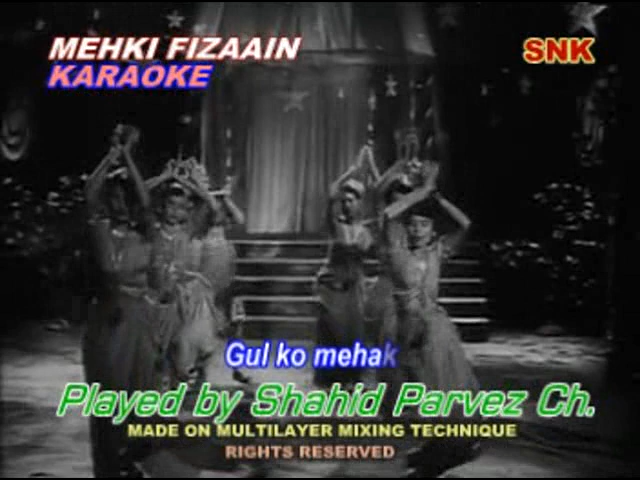 MEHKI FIZAAIN
SNK
KARAOKE
Gul ko mehak
Played by Shahid Parvez Ch.
MADE ON MULTILAYER MIXING TECHNIQUE
RIGHTS RESERVED